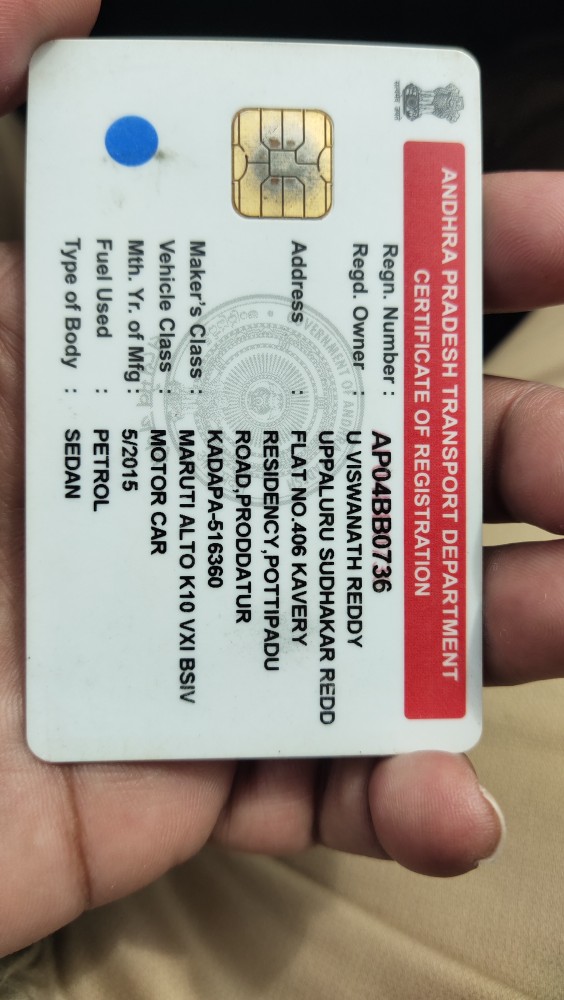 ANDHRA PRADESH TRANSPORT DEPARTMENT
CERTIFICATE OF REGISTRATION
Regn. Number : AP04BB0736
Regd. Owner : U VISWANATH REDDY
UPPALURU SUDHAKAR REDD
Address : FLAT NO.406 KAVERY
RESIDENCY,POTTIPADU
ROAD,PRODDATUR
KADAPA-516360
Maker's Class : MARUTI ALTO K10 VXI BSIV
Vehicle Class : MOTOR CAR
Mth. Yr. of Mfg : 5/2015
Fuel Used : PETROL
Type of Body : SEDAN